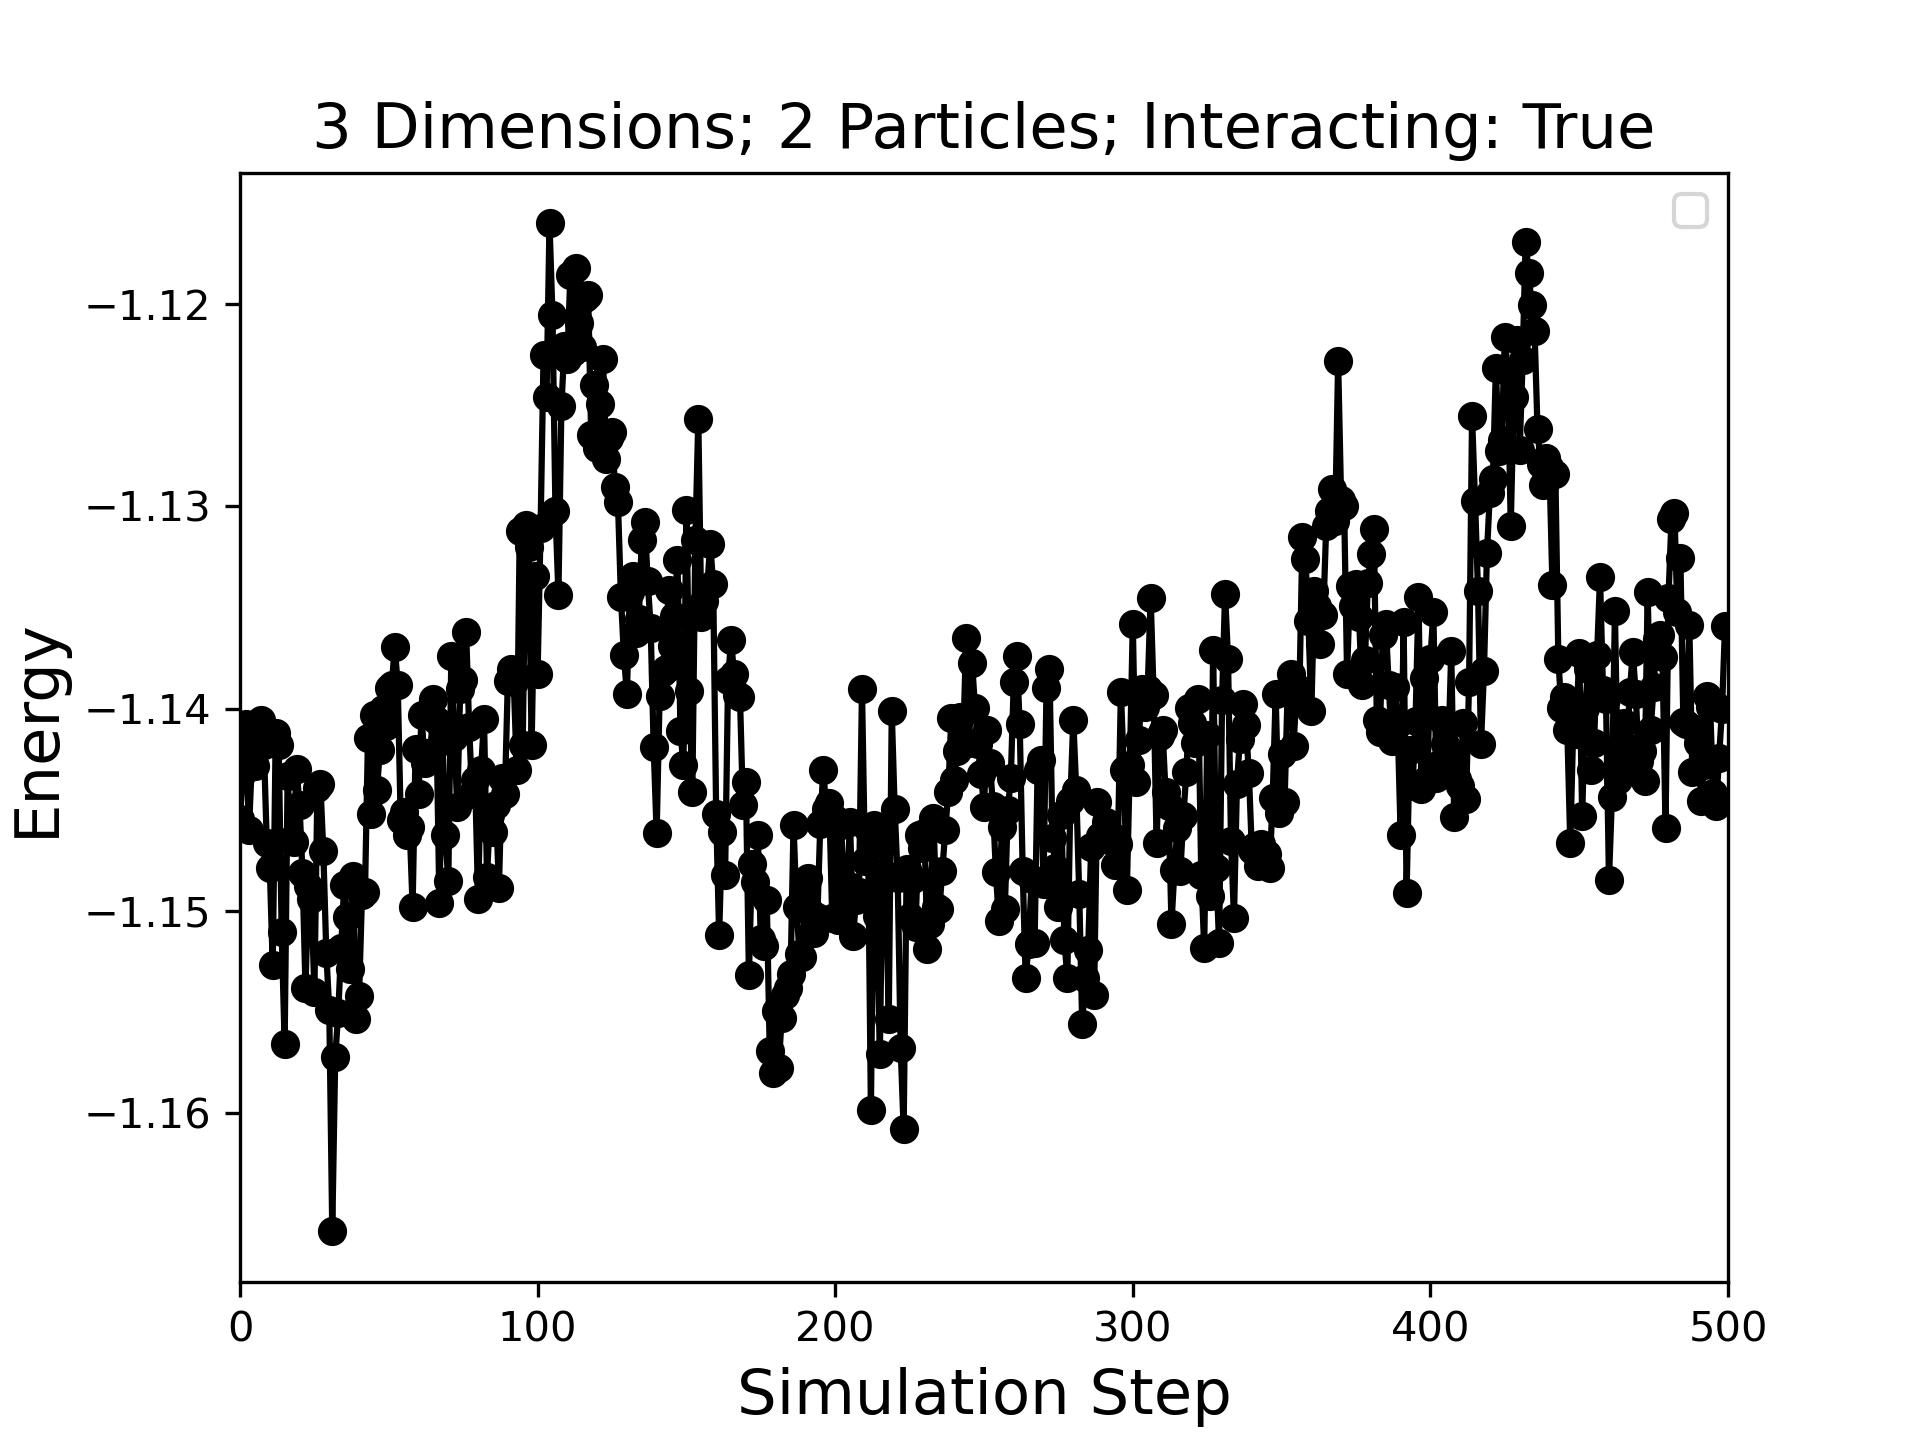 3 Dimensions; 2 Particles; Interacting: True
Energy
−1.12
−1.13
−1.14
−1.15
−1.16
0 100 200 300 400 500
Simulation Step